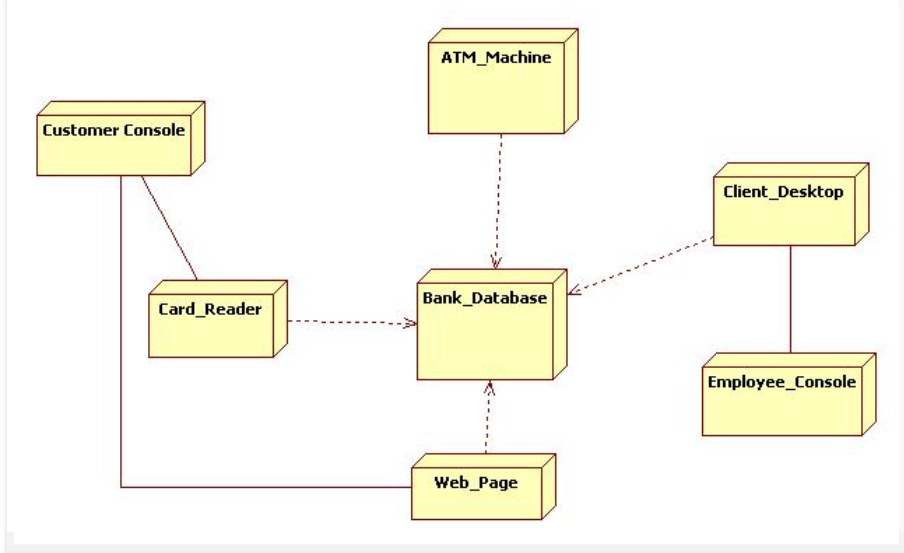 ATM_Machine
Customer Console
Client_Desktop
Bank_Database
Card_Reader
Employee_Console
Web_Page